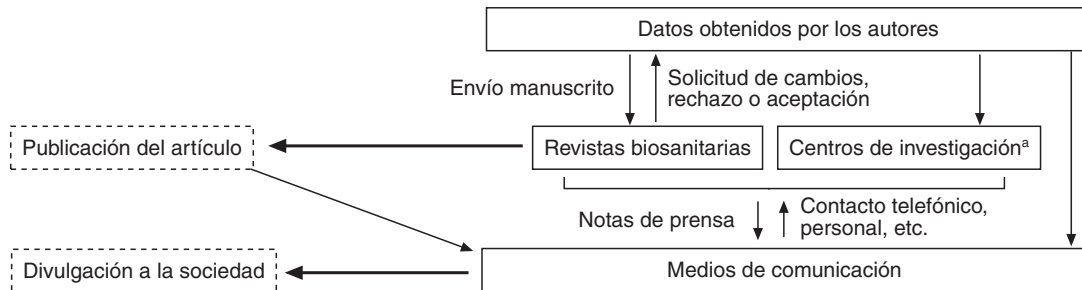 Datos obtenidos por los autores
Envío manuscrito
Solicitud de cambios,
rechazo o aceptación
Publicación del artículo
Revistas biosanitarias
Centros de investigaciónª
Notas de prensa
Contacto telefónico,
personal, etc.
Divulgación a la sociedad
Medios de comunicación